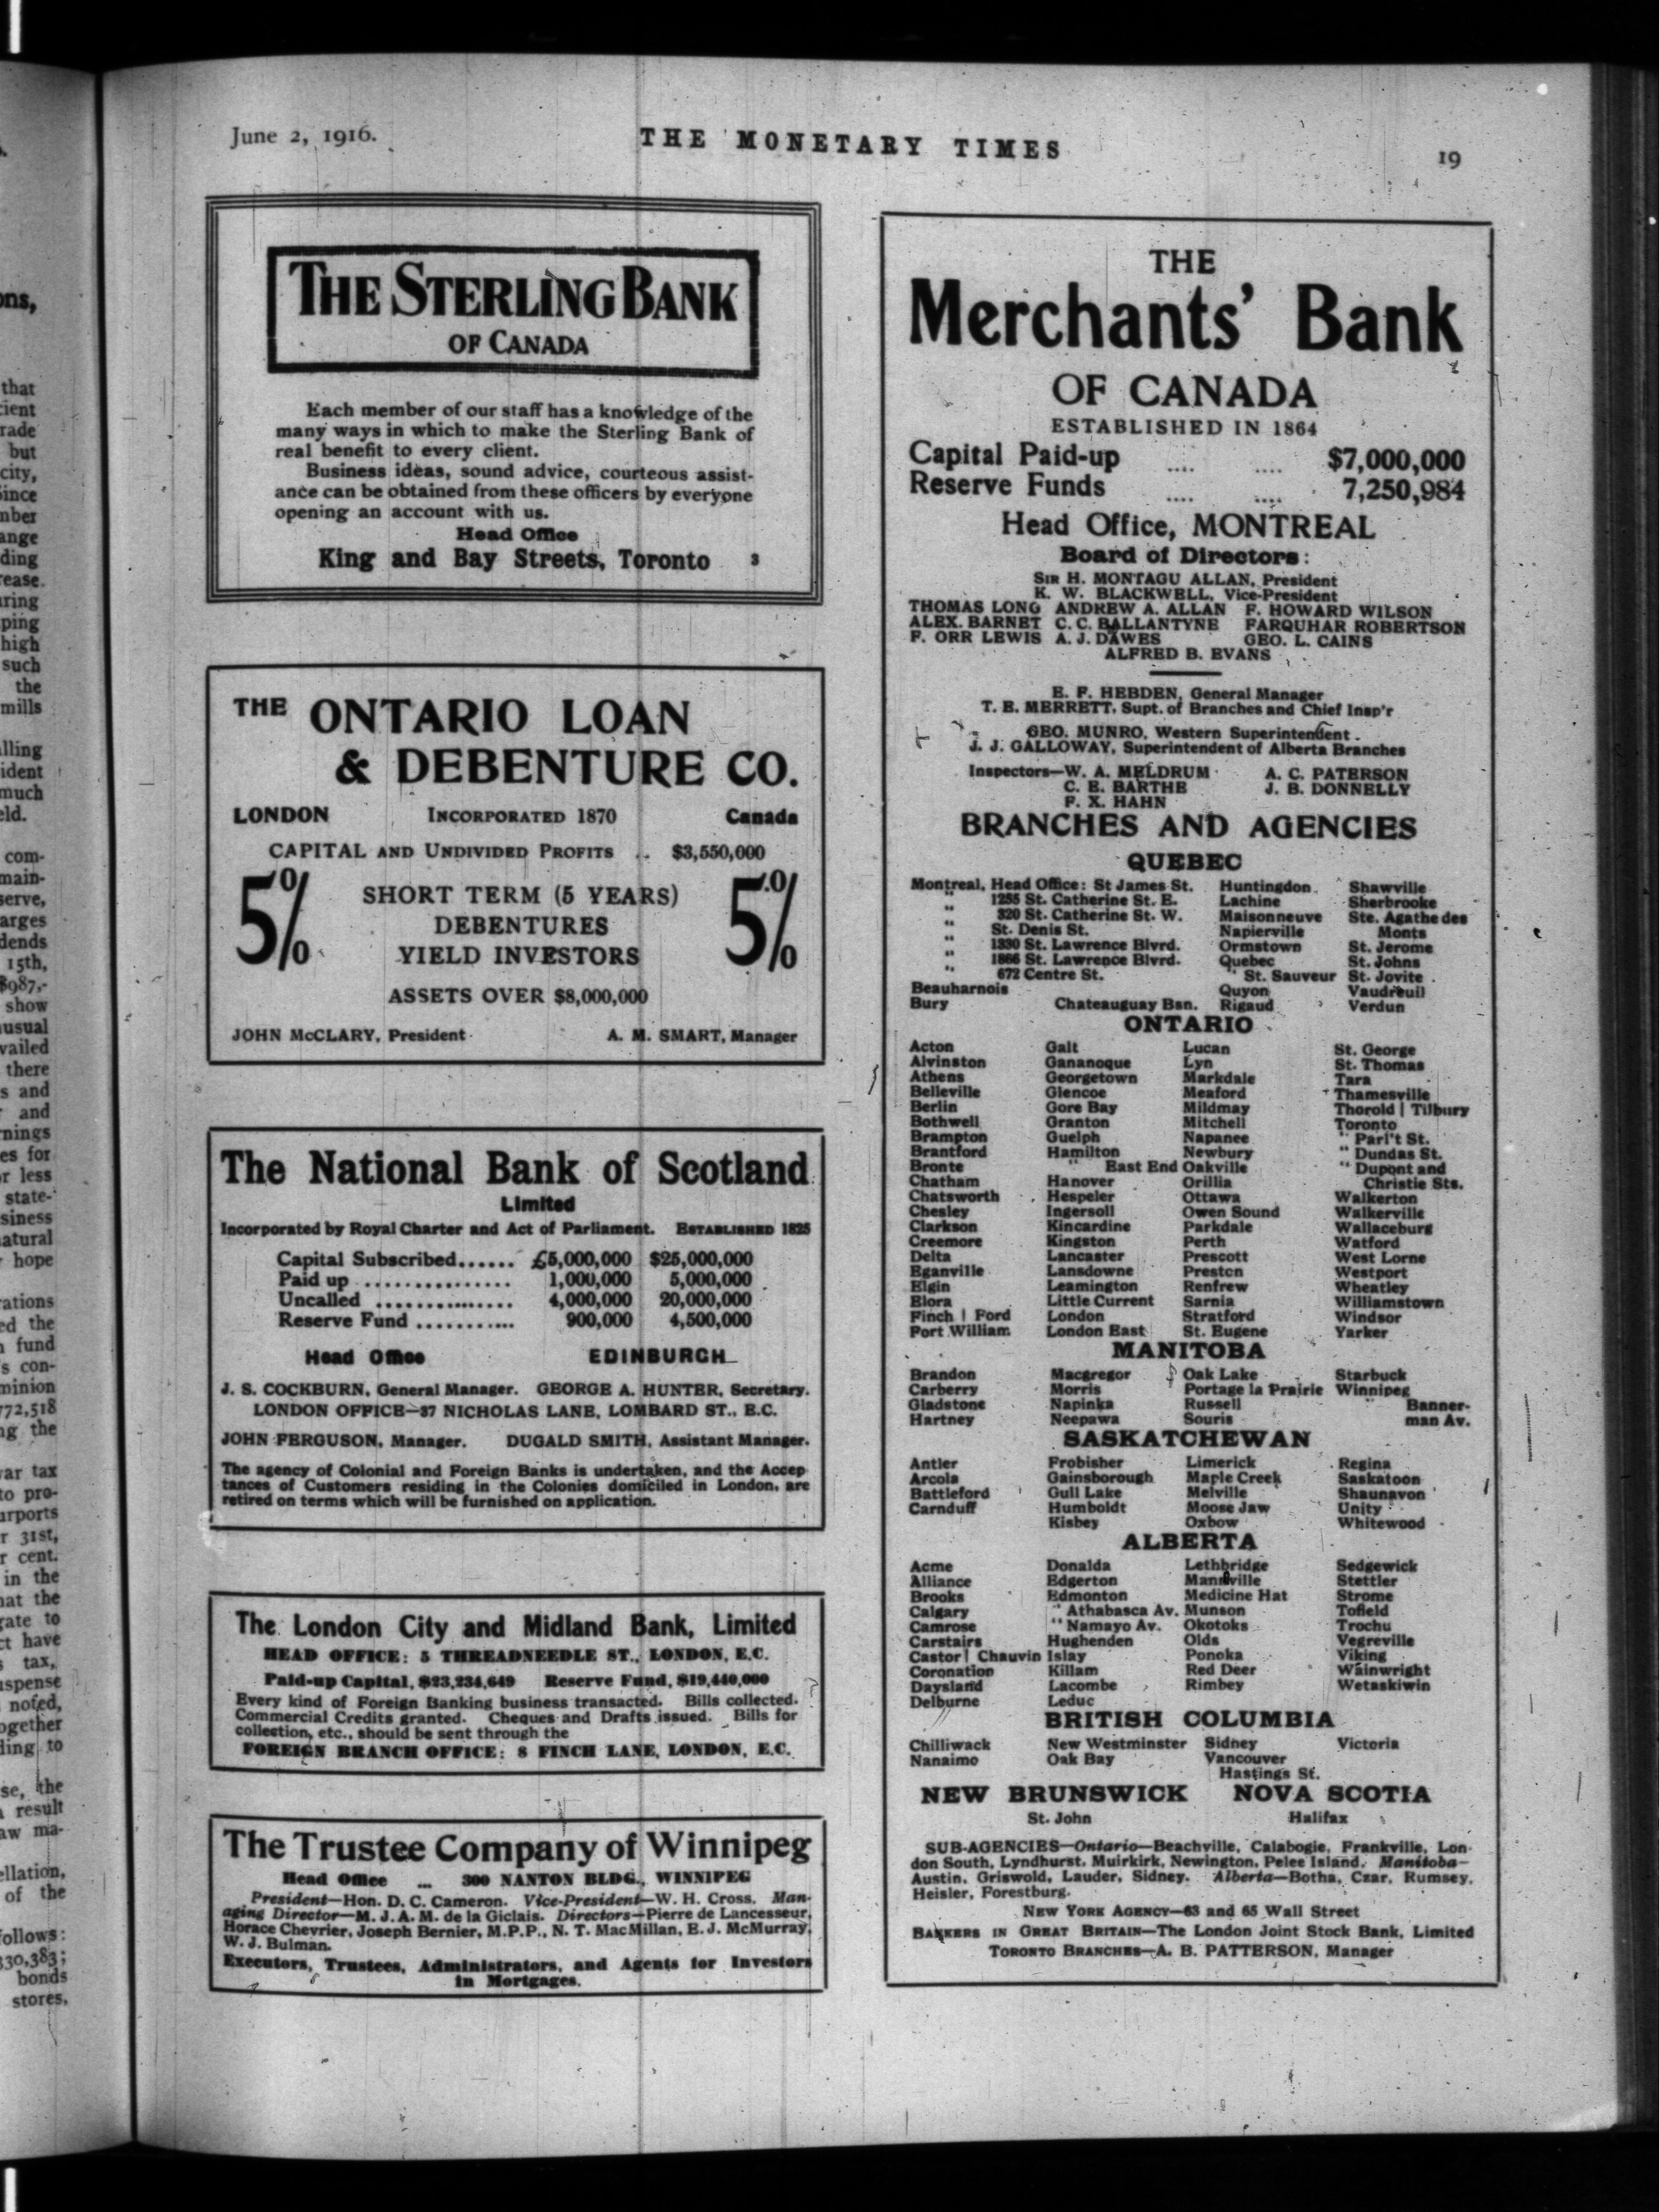 June 2, 1916.
THE MONETARY TIMES
19
THE STERLING BANK
OF CANADA
Each member of our staff has a knowledge of the
many ways in which to make the Sterling Bank of
real benefit to every client.
Business ideas, sound advice, courteous assist-
ance can be obtained from these officers by everyone
opening an account with us.
Head Office
King and Bay Streets, Toronto 3
THE ONTARIO LOAN
& DEBENTURE CO.
LONDON INCORPORATED 1870 Canada
CAPITAL AND UNDIVIDED PROFITS .. $3,550,000
5% SHORT TERM (5 YEARS) 5%
DEBENTURES
YIELD INVESTORS
ASSETS OVER $8,000,000
JOHN McCLARY, President A. M. SMART, Manager
The National Bank of Scotland
Limited
Incorporated by Royal Charter and Act of Parliament. ESTABLISHED 1825
Capital Subscribed...... £5,000,000 $25,000,000
Paid up ............... 1,000,000 5,000,000
Uncalled ............... 4,000,000 20,000,000
Reserve Fund ........... 900,000 4,500,000
Head Office EDINBURGH
J. S. COCKBURN, General Manager. GEORGE A. HUNTER, Secretary.
LONDON OFFICE—37 NICHOLAS LANE, LOMBARD ST., E.C.
JOHN FERGUSON, Manager. DUGALD SMITH, Assistant Manager.
The agency of Colonial and Foreign Banks is undertaken, and the Accep
tances of Customers residing in the Colonies domiciled in London, are
retired on terms which will be furnished on application.
The London City and Midland Bank, Limited
HEAD OFFICE: 5 THREADNEEDLE ST., LONDON, E.C.
Paid-up Capital, $23,234,649 Reserve Fund, $19,440,000
Every kind of Foreign Banking business transacted. Bills collected.
Commercial Credits granted. Cheques and Drafts issued. Bills for
collection, etc., should be sent through the
FOREIGN BRANCH OFFICE: 8 FINCH LANE, LONDON, E.C.
The Trustee Company of Winnipeg
Head Office ... 300 NANTON BLDG., WINNIPEG
President—Hon. D. C. Cameron. Vice-President—W. H. Cross. Man-
aging Director—M. J. A. M. de la Giclais. Directors—Pierre de Lancesseur,
Horace Chevrier, Joseph Bernier, M.P.P., N. T. MacMillan, E. J. McMurray,
W. J. Bulman.
Executors, Trustees, Administrators, and Agents for Investors
in Mortgages.
THE
Merchants' Bank
OF CANADA
ESTABLISHED IN 1864
Capital Paid-up .... .... $7,000,000
Reserve Funds .... .... 7,250,984
Head Office, MONTREAL
Board of Directors:
SIR H. MONTAGU ALLAN, President
K. W. BLACKWELL, Vice-President
THOMAS LONG ANDREW A. ALLAN F. HOWARD WILSON
ALEX. BARNET C. C. BALLANTYNE FARQUHAR ROBERTSON
F. ORR LEWIS A. J. DAWES GEO. L. CAINS
ALFRED B. EVANS
E. F. HEBDEN, General Manager
T. E. MERRETT, Supt. of Branches and Chief Insp'r
GEO. MUNRO, Western Superintendent.
J. J. GALLOWAY, Superintendent of Alberta Branches
Inspectors—W. A. MELDRUM A. C. PATERSON
C. E. BARTHE J. B. DONNELLY
F. X. HAHN
BRANCHES AND AGENCIES
QUEBEC
Montreal, Head Office: St James St. Huntingdon Shawville
" 1255 St. Catherine St. E. Lachine Sherbrooke
" 320 St. Catherine St. W. Maisonneuve Ste. Agathe des
" St. Denis St. Napierville Monts
" 1330 St. Lawrence Blvrd. Ormstown St. Jerome
" 1866 St. Lawrence Blvrd. Quebec St. Johns
" 672 Centre St. " St. Sauveur St. Jovite
Beauharnois Quyon Vaudreuil
Bury Chateauguay Bsn. Rigaud Verdun
ONTARIO
Acton Galt Lucan St. George
Alvinston Gananoque Lyn St. Thomas
Athens Georgetown Markdale Tara
Belleville Glencoe Meaford Thamesville
Berlin Gore Bay Mildmay Thorold | Tilbury
Bothwell Granton Mitchell Toronto
Brampton Guelph Napanee " Parl't St.
Brantford Hamilton Newbury " Dundas St.
Bronte " East End Oakville " Dupont and
Chatham Hanover Orillia Christie Sts.
Chatsworth Hespeler Ottawa Walkerton
Chesley Ingersoll Owen Sound Walkerville
Clarkson Kincardine Parkdale Wallaceburg
Creemore Kingston Perth Watford
Delta Lancaster Prescott West Lorne
Eganville Lansdowne Preston Westport
Elgin Leamington Renfrew Wheatley
Elora Little Current Sarnia Williamstown
Finch | Ford London Stratford Windsor
Fort William London East St. Eugene Yarker
MANITOBA
Brandon Macgregor Oak Lake Starbuck
Carberry Morris Portage la Prairie Winnipeg
Gladstone Napinka Russell Banner-
Hartney Neepawa Souris man Av.
SASKATCHEWAN
Antler Frobisher Limerick Regina
Arcola Gainsborough Maple Creek Saskatoon
Battleford Gull Lake Melville Shaunavon
Carnduff Humboldt Moose Jaw Unity
Kisbey Oxbow Whitewood
ALBERTA
Acme Donalda Lethbridge Sedgewick
Alliance Edgerton Mannville Stettler
Brooks Edmonton Medicine Hat Strome
Calgary " Athabasca Av. Munson Tofield
Camrose " Namayo Av. Okotoks Trochu
Carstairs Hughenden Olds Vegreville
Castor | Chauvin Islay Ponoka Viking
Coronation Killam Red Deer Wainwright
Daysland Lacombe Rimbey Wetaskiwin
Delburne Leduc
BRITISH COLUMBIA
Chilliwack New Westminster Sidney Victoria
Nanaimo Oak Bay Vancouver
Hastings St.
NEW BRUNSWICK NOVA SCOTIA
St. John Halifax
SUB-AGENCIES—Ontario—Beachville, Calabogie, Frankville, Lon-
don South, Lyndhurst, Muirkirk, Newington, Pelee Island. Manitoba—
Austin, Griswold, Lauder, Sidney. Alberta—Botha, Czar, Rumsey,
Heisler, Forestburg.
NEW YORK AGENCY—63 and 65 Wall Street
BANKERS IN GREAT BRITAIN—The London Joint Stock Bank, Limited
TORONTO BRANCHES—A. B. PATTERSON, Manager